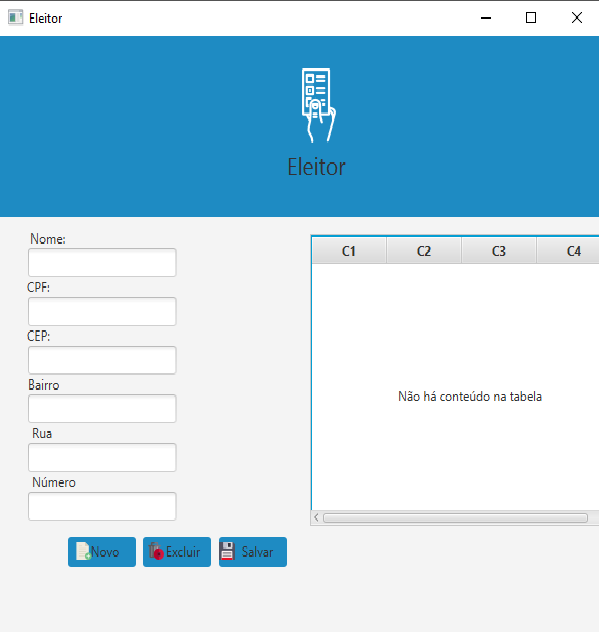 Eleitor
Eleitor
Nome:
CPF:
CEP:
Bairro
Rua
Número
Novo Excluir Salvar
C1 C2 C3 C4
Não há conteúdo na tabela